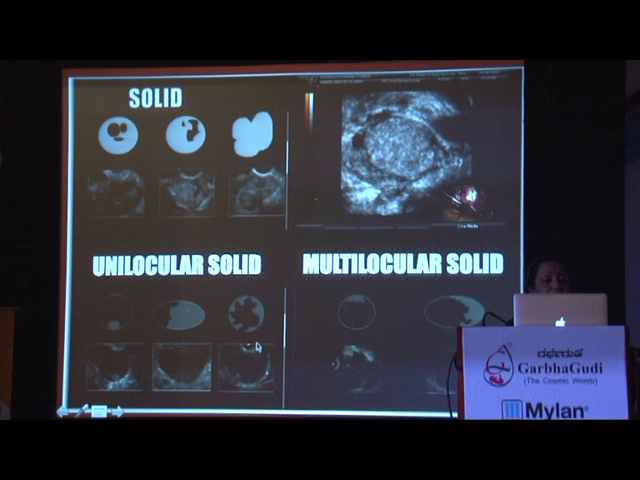 SOLID
UNILOCULAR SOLID
MULTILOCULAR SOLID
ಗರ್ಭಗುಡಿ
GarbhaGudi
(The Cosmic Womb)
Mylan